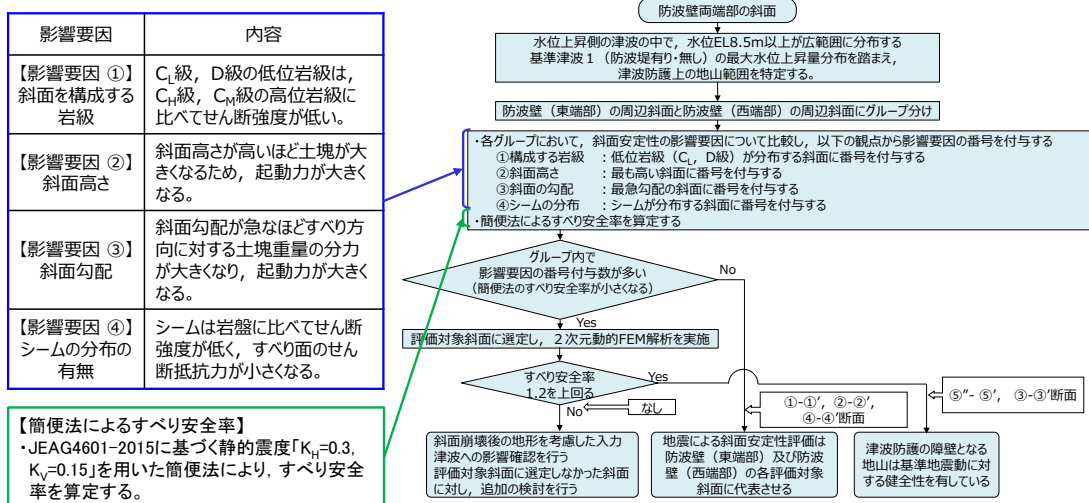 影響要因
内容
【影響要因 ①】
斜面を構成する
岩級
CL級，D級の低位岩級は，
CH級，CM級の高位岩級に
比べてせん断強度が低い。
【影響要因 ②】
斜面高さ
斜面高さが高いほど土塊が大
きくなるため，起動力が大きく
なる。
【影響要因 ③】
斜面勾配
斜面勾配が急なほどすべり方
向に対する土塊重量の分力
が大きくなり，起動力が大きく
なる。
【影響要因 ④】
シームの分布の
有無
シームは岩盤に比べてせん断
強度が低く，すべり面のせん
断抵抗力が小さくなる。
【簡便法によるすべり安全率】
・JEAG4601-2015に基づく静的震度「KH=0.3,
KV=0.15」を用いた簡便法により，すべり安全
率を算定する。
防波壁両端部の斜面
水位上昇側の津波の中で，水位EL8.5m以上が広範囲に分布する
基準津波１（防波堤有り・無し）の最大水位上昇量分布を踏まえ，
津波防護上の地山範囲を特定する。
防波壁（東端部）の周辺斜面と防波壁（西端部）の周辺斜面にグループ分け
・各グループにおいて，斜面安定性の影響要因について比較し，以下の観点から影響要因の番号を付与する
①構成する岩級　：低位岩級（CL，D級）が分布する斜面に番号を付与する
②斜面高さ　：最も高い斜面に番号を付与する
③斜面の勾配　：最急勾配の斜面に番号を付与する
④シームの分布　：シームが分布する斜面に番号を付与する
・簡便法によるすべり安全率を算定する
グループ内で
影響要因の番号付与数が多い
（簡便法のすべり安全率が小さくなる）
No
Yes
評価対象斜面に選定し，２次元動的FEM解析を実施
すべり安全率
1.2を上回る
Yes
No
なし
①-①′，②-②′，
④-④′断面
⑤″-⑤′，③-③′断面
斜面崩壊後の地形を考慮した入力
津波への影響確認を行う
評価対象斜面に選定しなかった斜面
に対し，追加の検討を行う
地震による斜面安定性評価は
防波壁（東端部）及び防波
壁（西端部）の各評価対象
斜面に代表させる
津波防護の障壁となる
地山は基準地震動に対
する健全性を有している